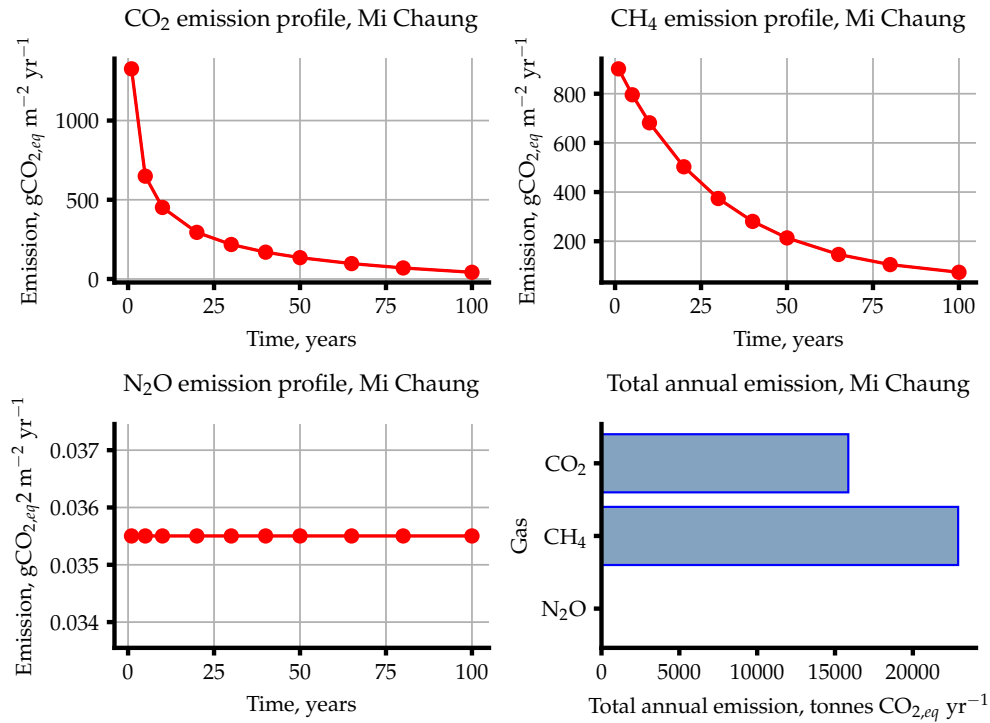 CO₂ emission profile, Mi Chaung
Emission, gCO₂,eq m⁻² yr⁻¹
1000
500
0
0 25 50 75 100
Time, years
CH₄ emission profile, Mi Chaung
Emission, gCO₂,eq m⁻² yr⁻¹
800
600
400
200
0 25 50 75 100
Time, years
N₂O emission profile, Mi Chaung
Emission, gCO₂,eq2 m⁻² yr⁻¹
0.037
0.036
0.035
0.034
0 25 50 75 100
Time, years
Total annual emission, Mi Chaung
Gas
CO₂
CH₄
N₂O
0 5000 10000 15000 20000
Total annual emission, tonnes CO₂,eq yr⁻¹